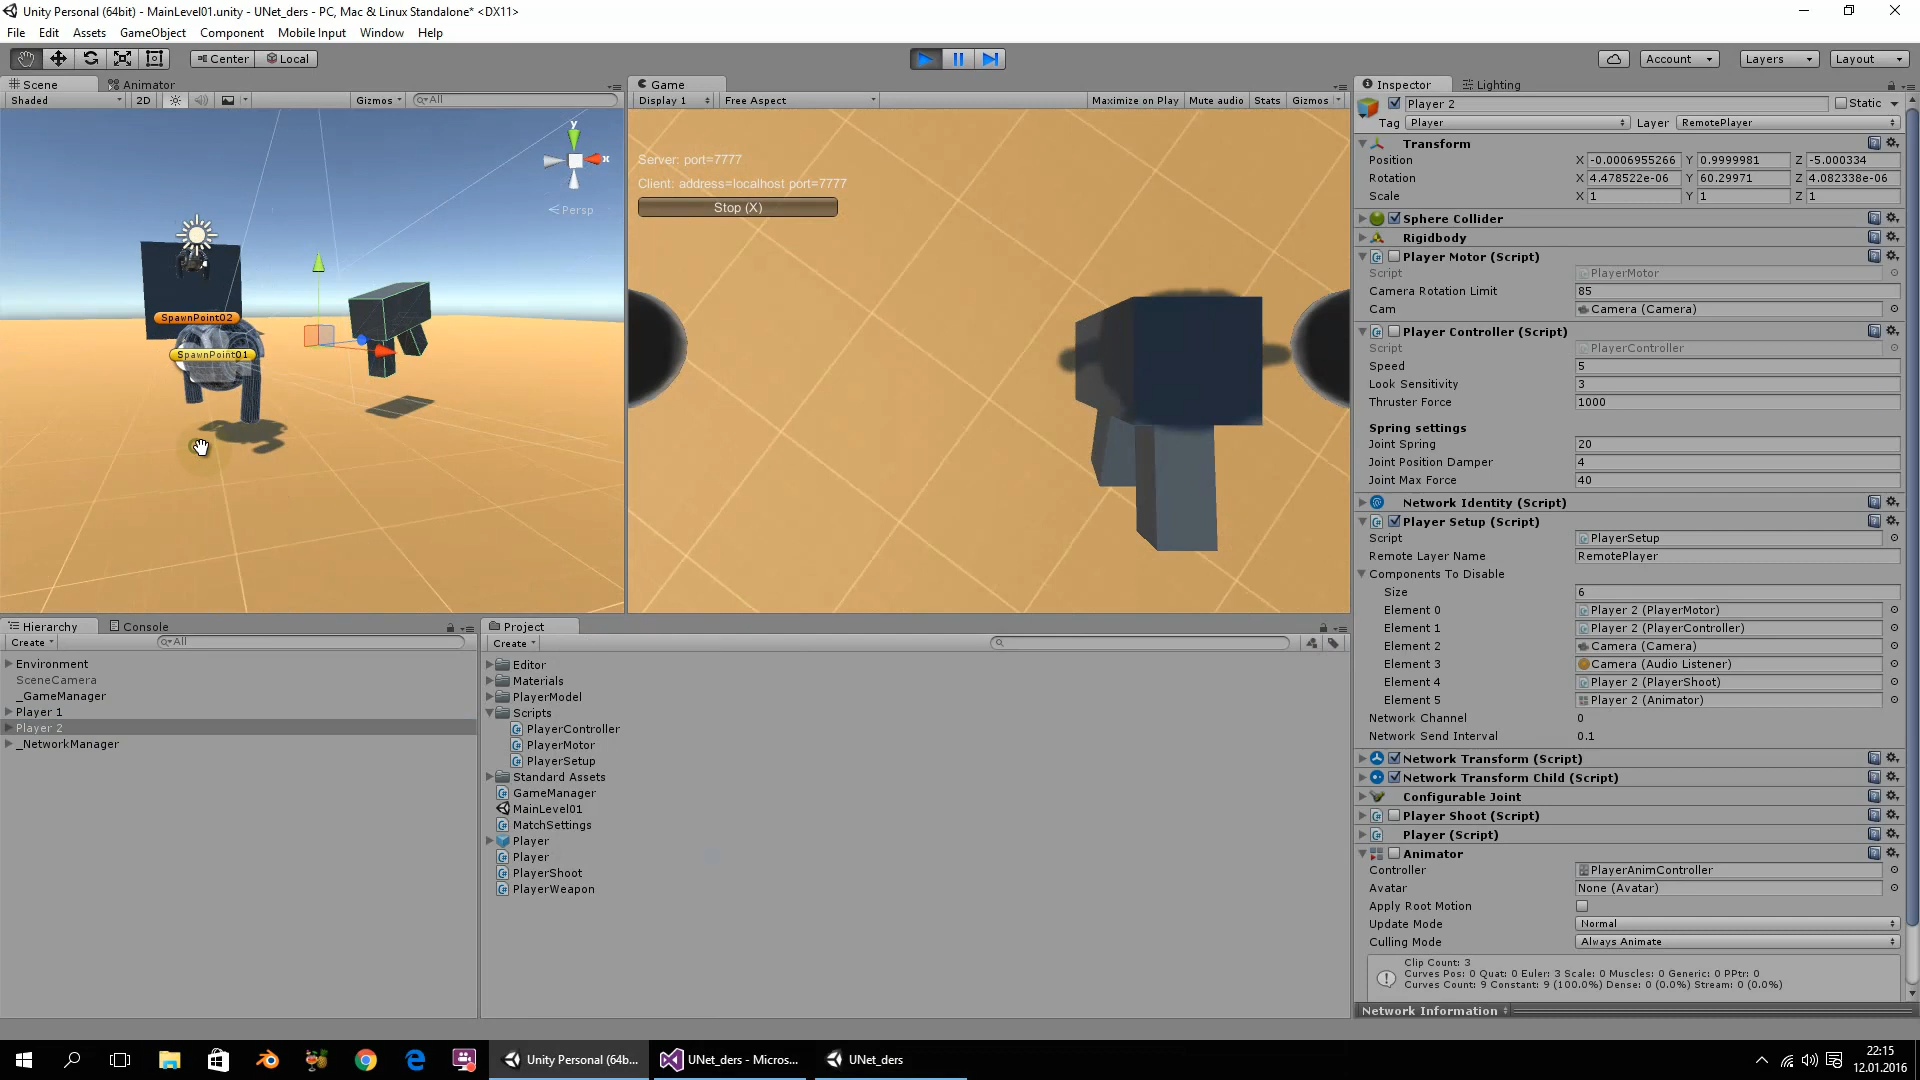 Unity Personal (64bit) - MainLevel01.unity - UNet_ders - PC, Mac & Linux Standalone* <DX11>
File Edit Assets GameObject Component Mobile Input Window Help
Center Local Account Layers Layout
Scene Animator
Shaded 2D Gizmos All
y
x
Persp
SpawnPoint02
SpawnPoint01
Game
Display 1 Free Aspect Maximize on Play Mute audio Stats Gizmos
Server: port=7777
Client: address=localhost port=7777
Stop (X)
Hierarchy Console
Create All
Environment
SceneCamera
_GameManager
Player 1
Player 2
_NetworkManager
Project
Create
Editor
Materials
PlayerModel
Scripts
PlayerController
PlayerMotor
PlayerSetup
Standard Assets
GameManager
MainLevel01
MatchSettings
Player
Player
PlayerShoot
PlayerWeapon
Inspector Lighting
Player 2 Static
Tag Player Layer RemotePlayer
Transform
Position X -0.0006955266 Y 0.9999981 Z -5.000334
Rotation X 4.478522e-06 Y 60.29971 Z 4.082338e-06
Scale X 1 Y 1 Z 1
Sphere Collider
Rigidbody
Player Motor (Script)
Script PlayerMotor
Camera Rotation Limit 85
Cam Camera (Camera)
Player Controller (Script)
Script PlayerController
Speed 5
Look Sensitivity 3
Thruster Force 1000
Spring settings
Joint Spring 20
Joint Position Damper 4
Joint Max Force 40
Network Identity (Script)
Player Setup (Script)
Script PlayerSetup
Remote Layer Name RemotePlayer
Components To Disable
Size 6
Element 0 Player 2 (PlayerMotor)
Element 1 Player 2 (PlayerController)
Element 2 Camera (Camera)
Element 3 Camera (Audio Listener)
Element 4 Player 2 (PlayerShoot)
Element 5 Player 2 (Animator)
Network Channel 0
Network Send Interval 0.1
Network Transform (Script)
Network Transform Child (Script)
Configurable Joint
Player Shoot (Script)
Player (Script)
Animator
Controller PlayerAnimController
Avatar None (Avatar)
Apply Root Motion
Update Mode Normal
Culling Mode Always Animate
Clip Count: 3
Curves Pos: 0 Quat: 0 Euler: 3 Scale: 0 Muscles: 0 Generic: 0 PPtr: 0
Curves Count: 9 Constant: 9 (100.0%) Dense: 0 (0.0%) Stream: 0 (0.0%)
Network Information
Unity Personal (64b... UNet_ders - Micros... UNet_ders
22:15
12.01.2016